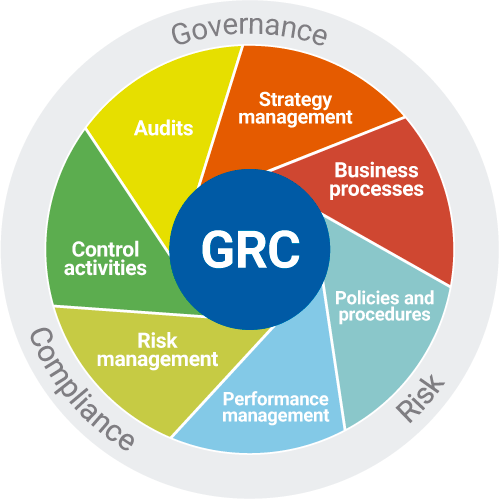 Governance
Strategy
management
Business
processes
Policies and
procedures
Performance
management
Risk
management
Control
activities
Audits
GRC
Risk
Compliance